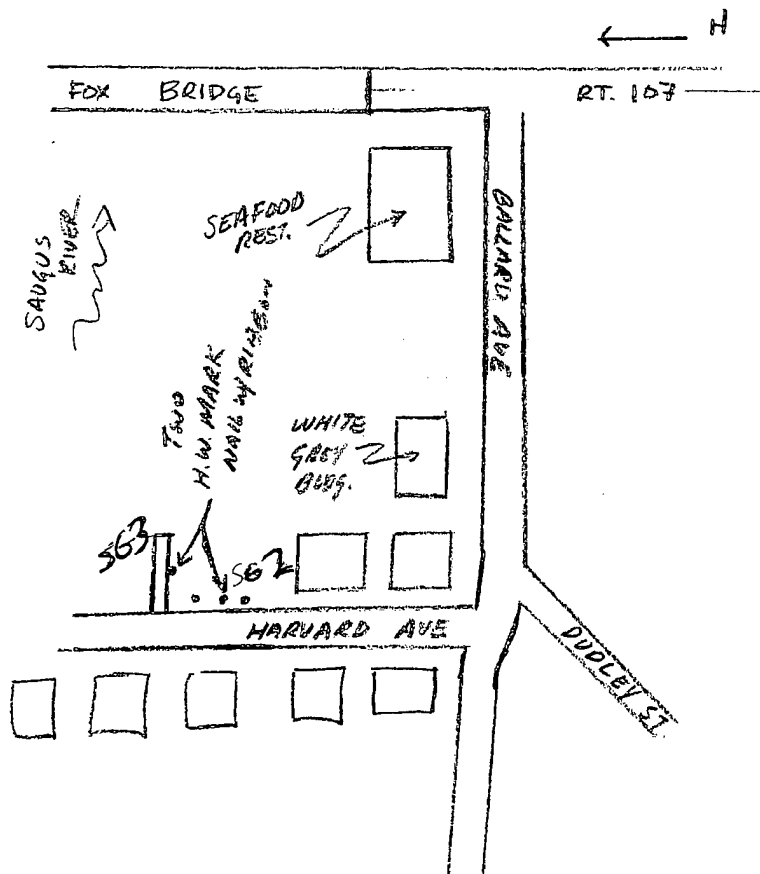 N
FOX BRIDGE
RT. 107
SEAFOOD
REST.
SAUGUS
RIVER
BALLARD AVE
TWO
H.W. MARK
NAIL W/RIBBON
WHITE
GREY
BLDG.
SG3
SG2
HARVARD AVE
DUDLEY ST.